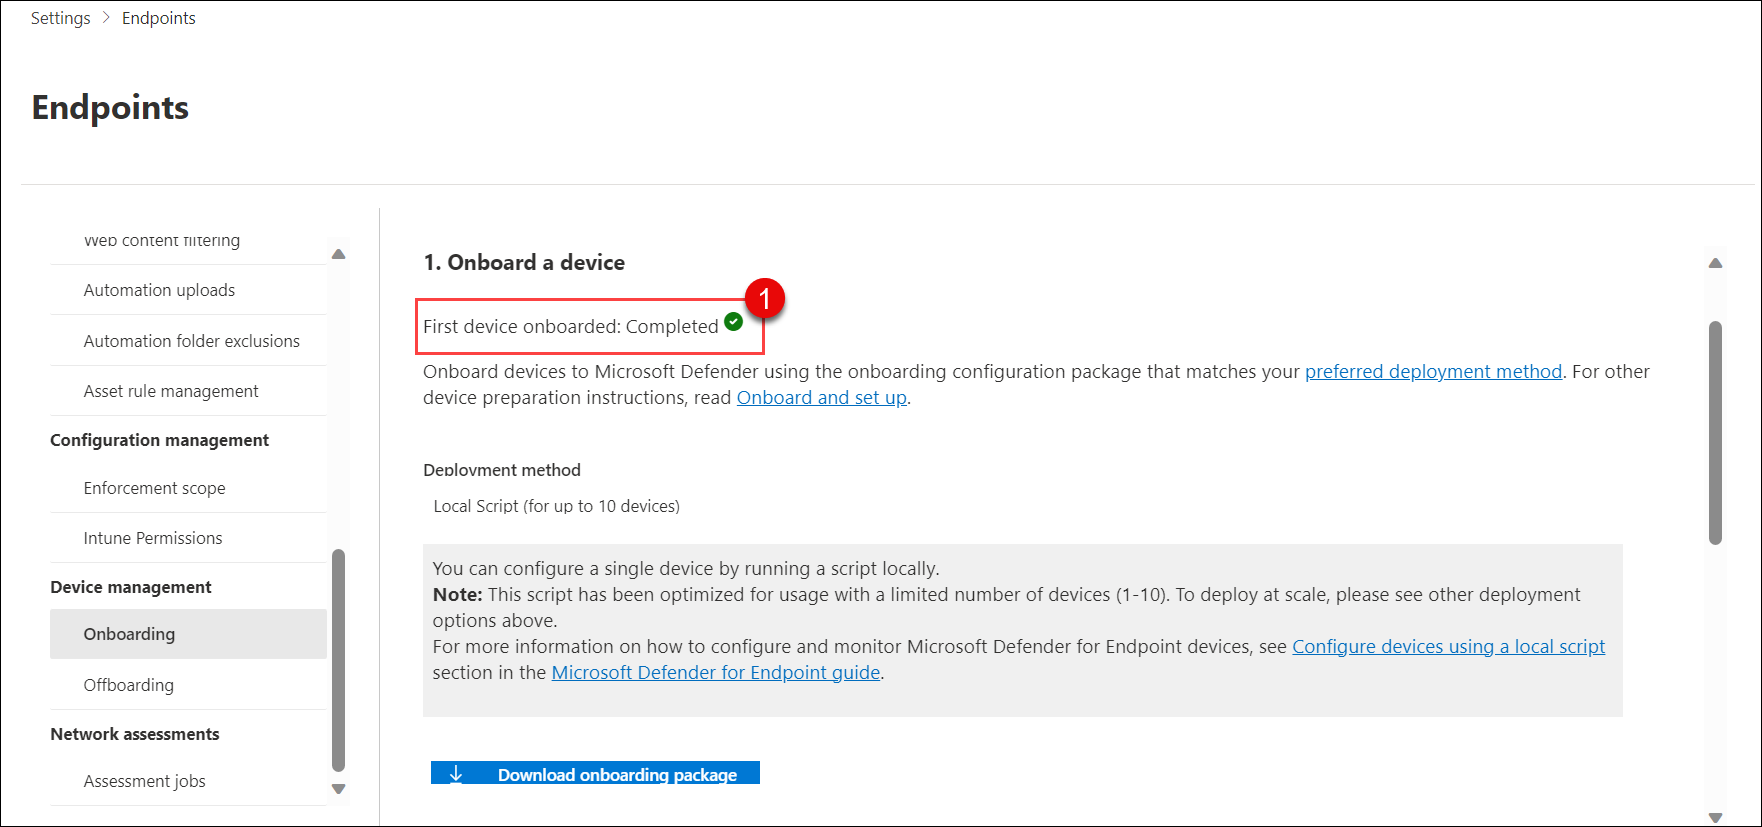 Settings > Endpoints
Endpoints
Web content filtering
Automation uploads
Automation folder exclusions
Asset rule management
Configuration management
Enforcement scope
Intune Permissions
Device management
Onboarding
Offboarding
Network assessments
Assessment jobs
1. Onboard a device
1
First device onboarded: Completed
Onboard devices to Microsoft Defender using the onboarding configuration package that matches your preferred deployment method. For other
device preparation instructions, read Onboard and set up.
Deployment method
Local Script (for up to 10 devices)
You can configure a single device by running a script locally.
Note: This script has been optimized for usage with a limited number of devices (1-10). To deploy at scale, please see other deployment
options above.
For more information on how to configure and monitor Microsoft Defender for Endpoint devices, see Configure devices using a local script
section in the Microsoft Defender for Endpoint guide.
Download onboarding package